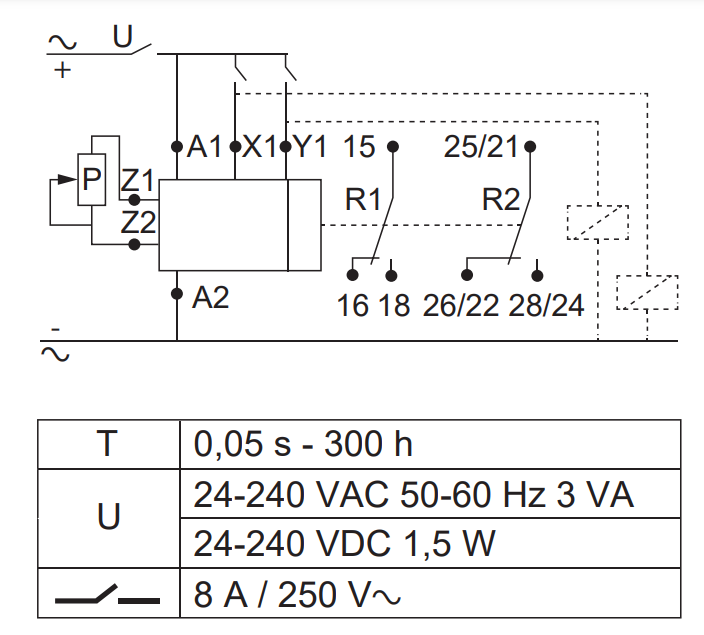 ∼ U
+
A1 X1 Y1 15 25/21
P Z1
R1 R2
Z2
A2 16 18 26/22 28/24
-
∼
T 0,05 s - 300 h
U 24-240 VAC 50-60 Hz 3 VA
24-240 VDC 1,5 W
8 A / 250 V∼